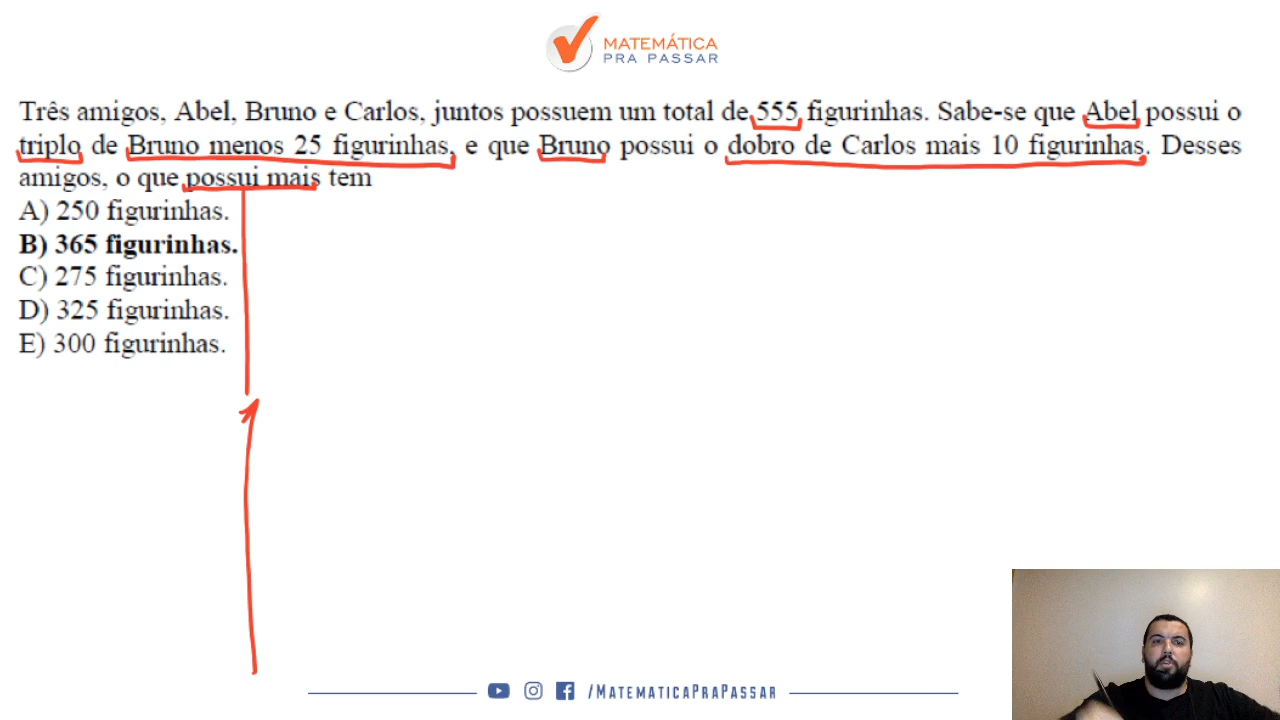 MATEMÁTICA
PRA PASSAR
Três amigos, Abel, Bruno e Carlos, juntos possuem um total de 555 figurinhas. Sabe-se que Abel possui o
triplo de Bruno menos 25 figurinhas, e que Bruno possui o dobro de Carlos mais 10 figurinhas. Desses
amigos, o que possui mais tem
A) 250 figurinhas.
B) 365 figurinhas.
C) 275 figurinhas.
D) 325 figurinhas.
E) 300 figurinhas.
/MATEMATICAPRAPASSAR